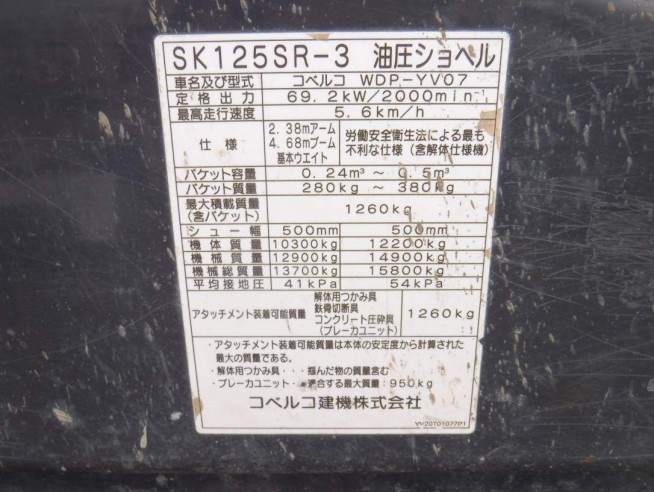 SK125SR-3 油圧ショベル
車名及び型式 コベルコ WDP-YV07
定格出力 69.2kW/2000min⁻¹
最高走行速度 5.6km/h
仕様 2.38mアーム 4.68mブーム 基本ウエイト 労働安全衛生法による最も不利な仕様(含解体仕様機)
バケット容量 0.24m³ ～ 0.5m³
バケット質量 280kg ～ 380kg
最大積載質量(含バケット) 1260kg
シュー幅 500mm 500mm
機体質量 10300kg 12200kg
機械質量 12900kg 14900kg
機械総質量 13700kg 15800kg
平均接地圧 41kPa 54kPa
アタッチメント装着可能質量 解体用つかみ具 鉄骨切断具 コンクリート圧砕具 (ブレーカユニット) 1260kg
・アタッチメント装着可能質量は本体の安定度から計算された
最大の質量である。
・解体用つかみ具・・掴んだ物の質量含む
・ブレーカユニット・・適合する最大質量：950kg
コベルコ建機株式会社
YY20T01077P1